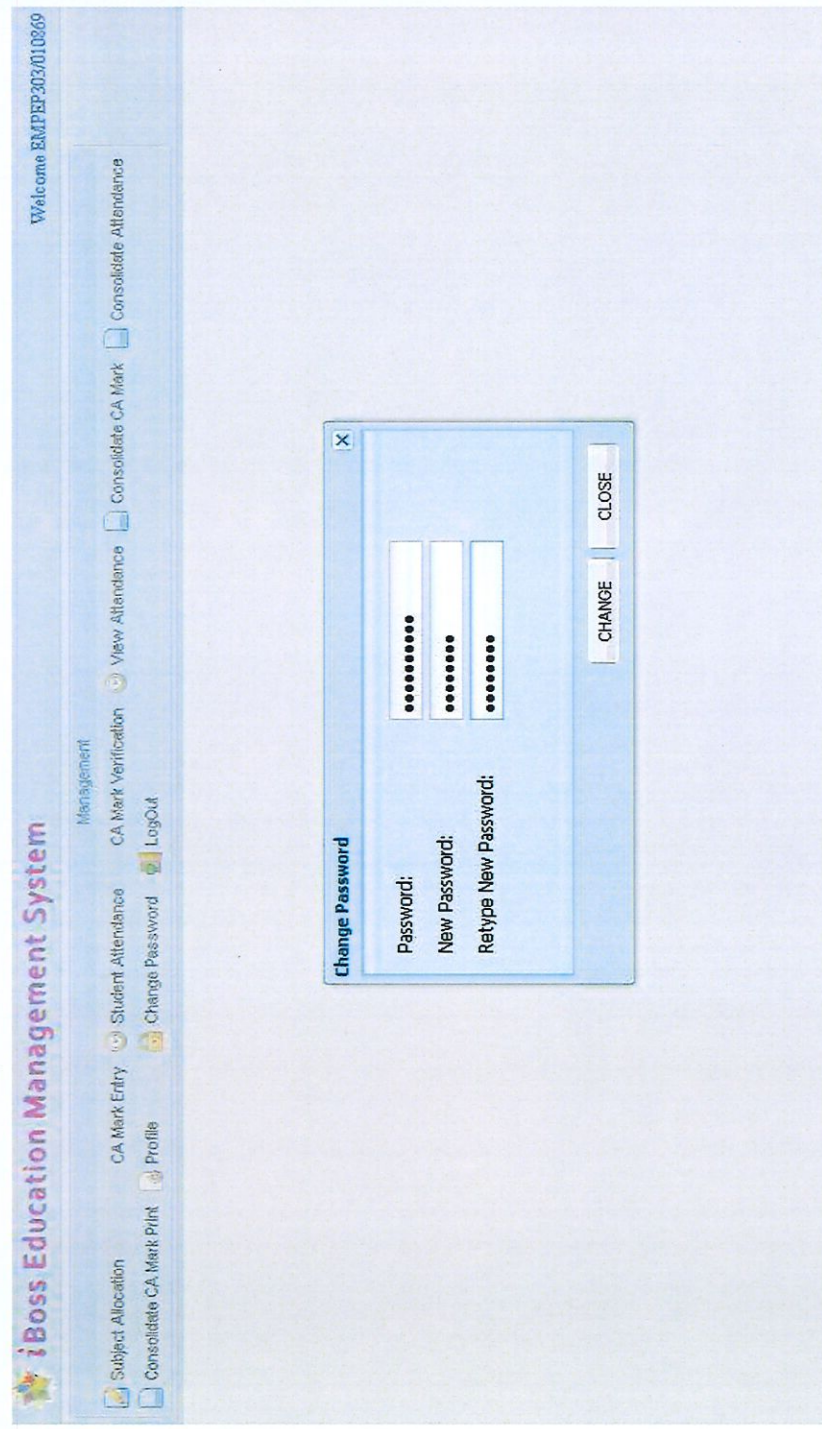 iBoss Education Management System
Welcome EMPEP303/010869
Management
Subject Allocation CA Mark Entry Student Attendance CA Mark Verification View Attendance Consolidate CA Mark Consolidate Attendance
Consolidate CA Mark Print Profile Change Password LogOut
Change Password
Password: ••••••••••
New Password: ••••••••
Retype New Password: ••••••••
CHANGE CLOSE